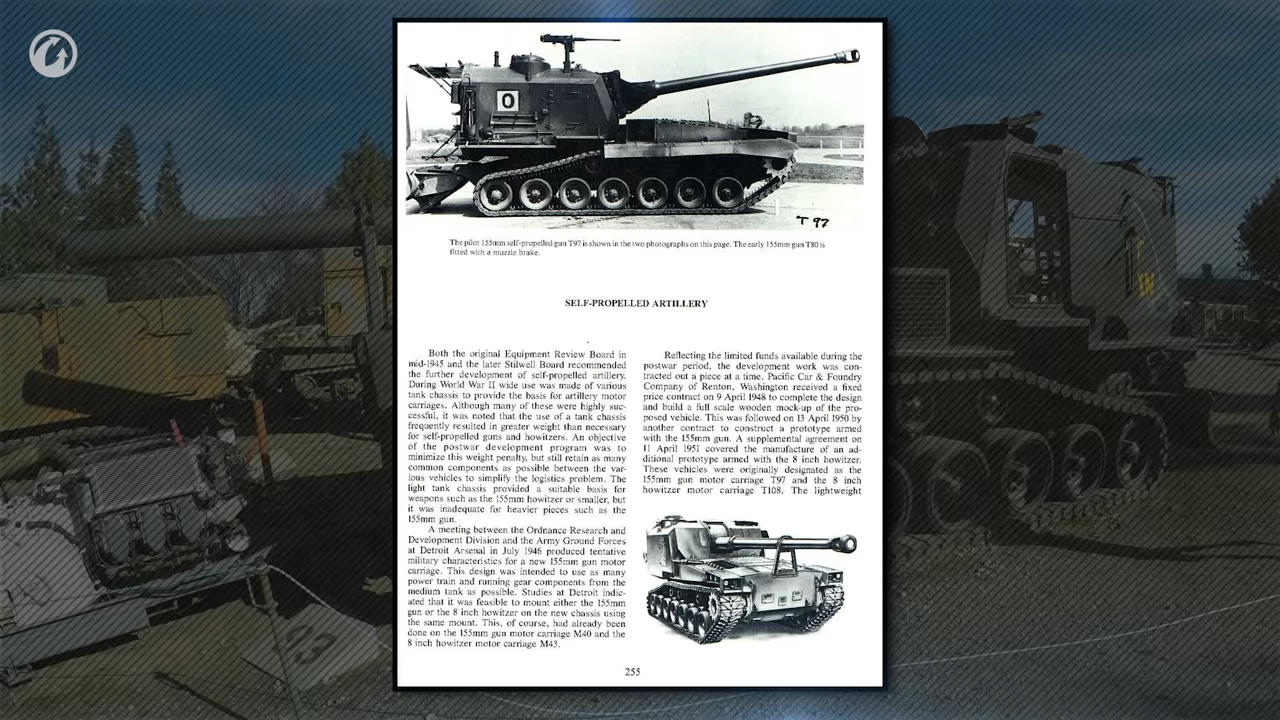 O
T 97
The pilot 155mm self-propelled gun T97 is shown in the two photographs on this page. The early 155mm gun T80 is
fitted with a muzzle brake.
SELF-PROPELLED ARTILLERY
Both the original Equipment Review Board in
mid-1945 and the later Stilwell Board recommended
the further development of self-propelled artillery.
During World War II wide use was made of various
tank chassis to provide the basis for artillery motor
carriages. Although many of these were highly suc-
cessful, it was noted that the use of a tank chassis
frequently resulted in greater weight than necessary
for self-propelled guns and howitzers. An objective
of the postwar development program was to
minimize this weight penalty, but still retain as many
common components as possible between the var-
ious vehicles to simplify the logistics problem. The
light tank chassis provided a suitable basis for
weapons such as the 155mm howitzer or smaller, but
it was inadequate for heavier pieces such as the
155mm gun.
A meeting between the Ordnance Research and
Development Division and the Army Ground Forces
at Detroit Arsenal in July 1946 produced tentative
military characteristics for a new 155mm gun motor
carriage. This design was intended to use as many
power train and running gear components from the
medium tank as possible. Studies at Detroit indic-
ated that it was feasible to mount either the 155mm
gun or the 8 inch howitzer on the new chassis using
the same mount. This, of course, had already been
done on the 155mm gun motor carriage M40 and the
8 inch howitzer motor carriage M43.
Reflecting the limited funds available during the
postwar period, the development work was con-
tracted out a piece at a time. Pacific Car & Foundry
Company of Renton, Washington received a fixed
price contract on 9 April 1948 to complete the design
and build a full scale wooden mock-up of the pro-
posed vehicle. This was followed on 13 April 1950 by
another contract to construct a prototype armed
with the 155mm gun. A supplemental agreement on
11 April 1951 covered the manufacture of an ad-
ditional prototype armed with the 8 inch howitzer.
These vehicles were originally designated as the
155mm gun motor carriage T97 and the 8 inch
howitzer motor carriage T108. The lightweight
255